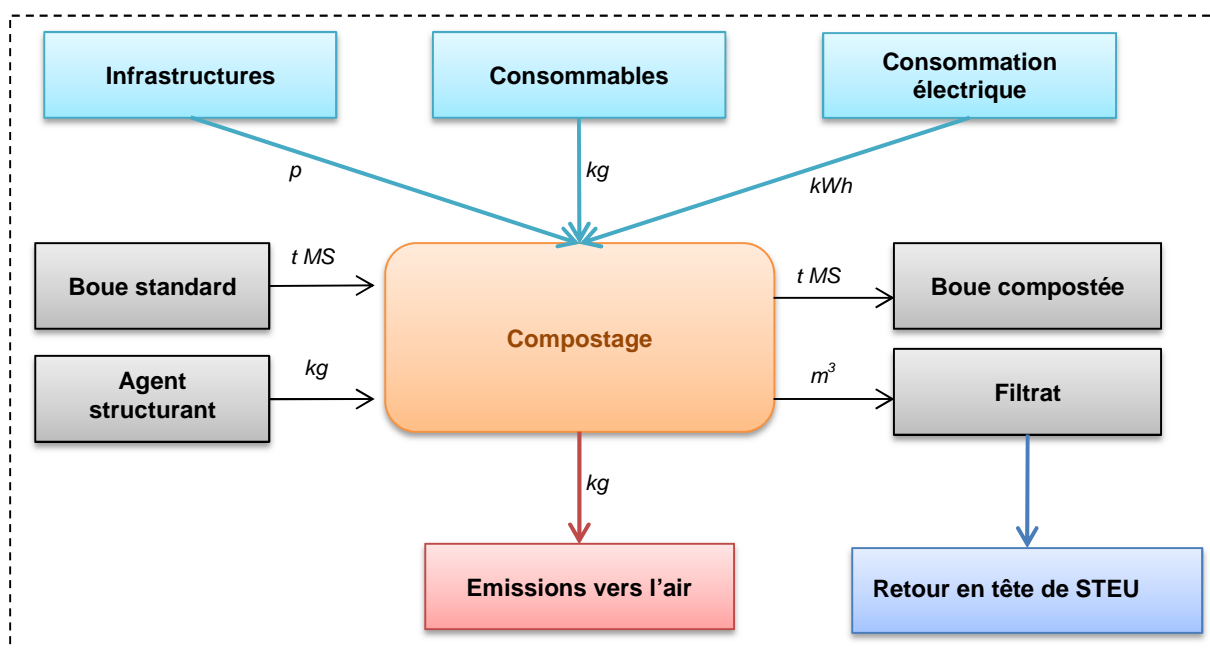 Infrastructures
Consommables
Consommation
électrique
p
kg
kWh
Boue standard
t MS
Compostage
t MS
Boue compostée
Agent
structurant
kg
m³
Filtrat
kg
Emissions vers l’air
Retour en tête de STEU